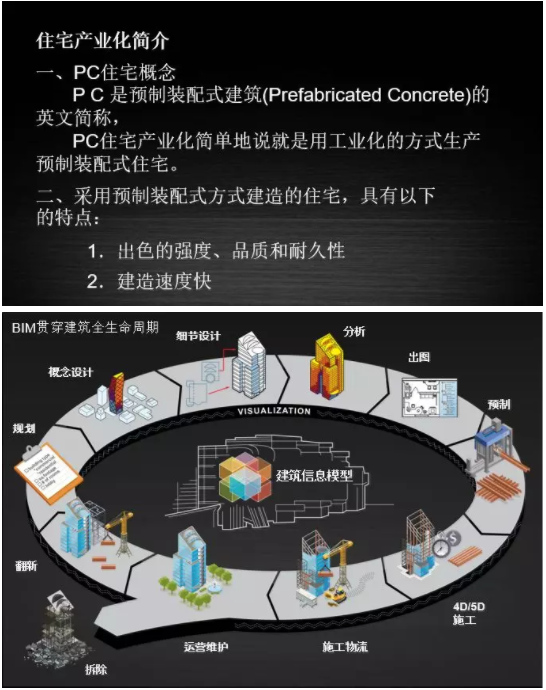 住宅产业化简介
一、PC住宅概念
P C 是预制装配式建筑(Prefabricated Concrete)的
英文简称，
PC住宅产业化简单地说就是用工业化的方式生产
预制装配式住宅。
二、采用预制装配式方式建造的住宅，具有以下
的特点：
1．出色的强度、品质和耐久性
2．建造速度快
BIM贯穿建筑全生命周期
细节设计
分析
概念设计
出图
VISUALIZATION
预制
规划
建筑信息模型
翻新
4D/5D
施工
运营维护
施工物流
拆除